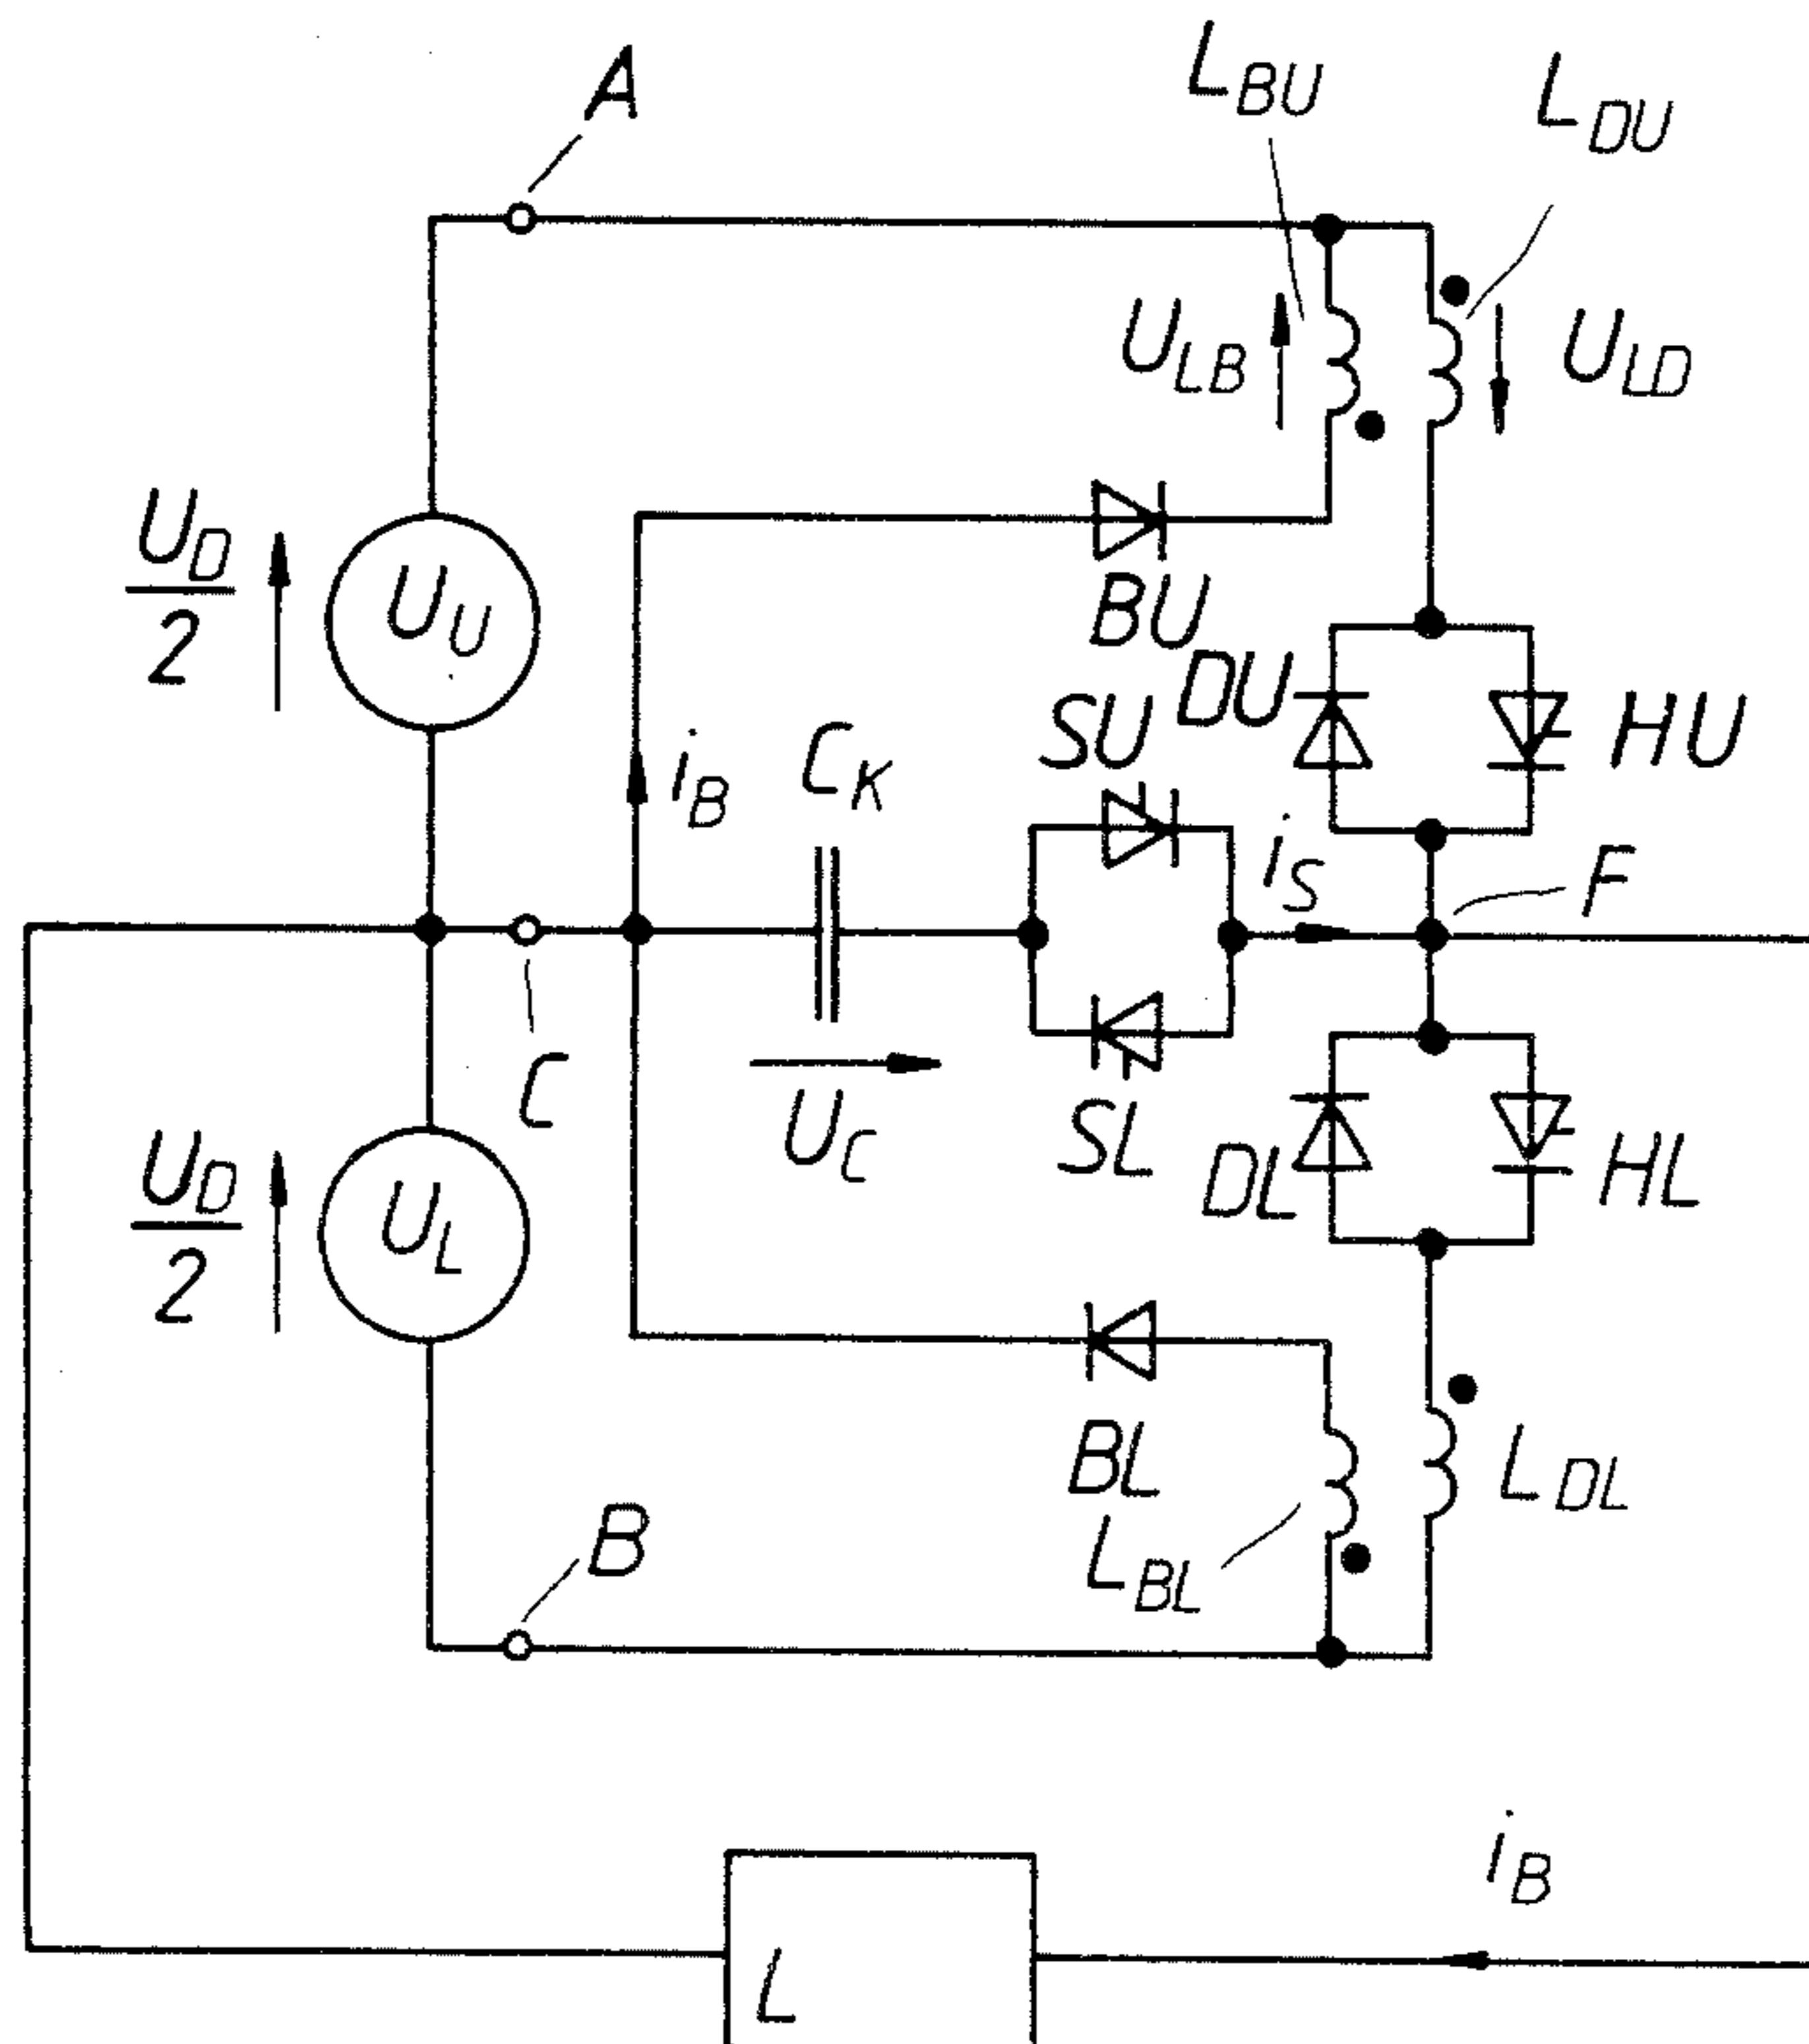 A
L_BU
L_DU
U_LB
U_LD
U_D
2
U_U
BU
DU
HU
SU
i_B
C_K
i_S
F
C
U_C
SL
DL
HL
U_D
2
U_L
BL
L_BL
L_DL
B
i_B
L